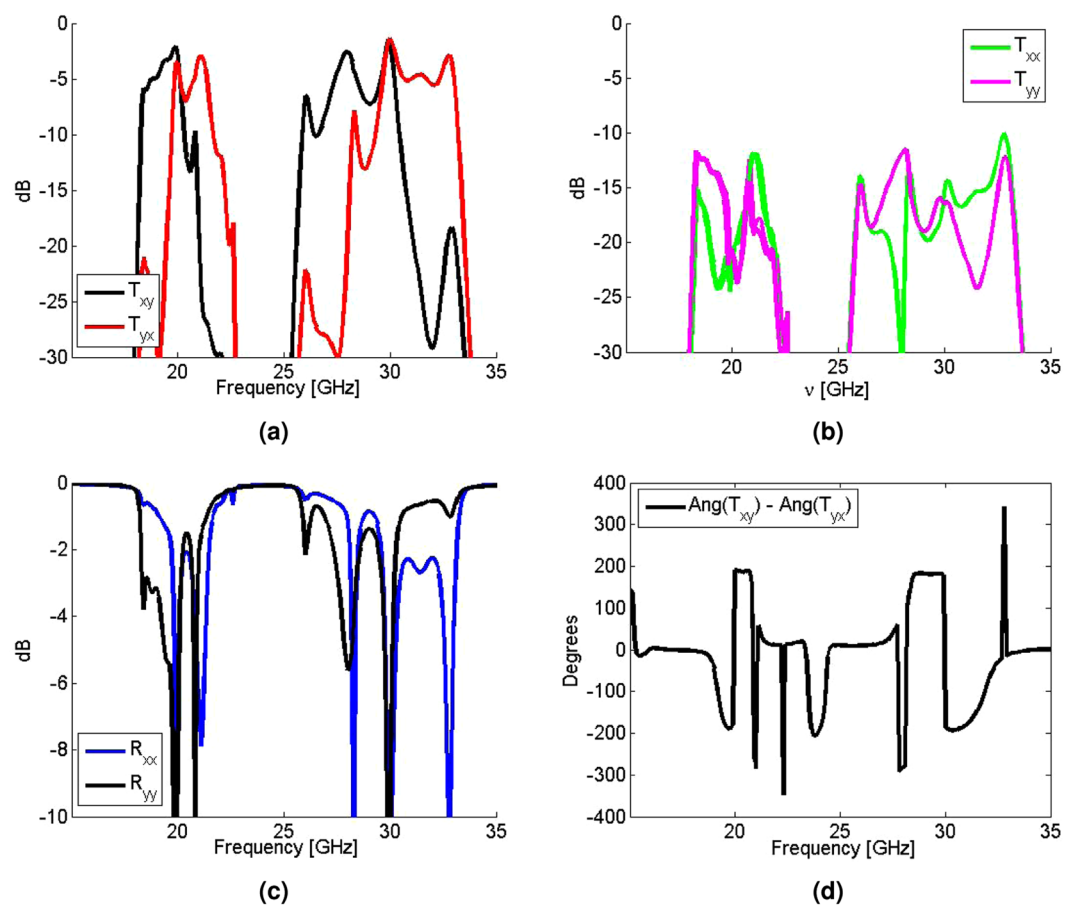 0
-5
-10
-15
-20
-25
-30
dB
T_xy
T_yx
20 25 30 35
Frequency [GHz]
(a)
0
-5
-10
-15
-20
-25
-30
dB
T_xx
T_yy
20 25 30 35
ν [GHz]
(b)
0
-2
-4
-6
-8
-10
dB
R_xx
R_yy
20 25 30 35
Frequency [GHz]
(c)
400
300
200
100
0
-100
-200
-300
-400
Degrees
Ang(T_xy) - Ang(T_yx)
20 25 30 35
Frequency [GHz]
(d)